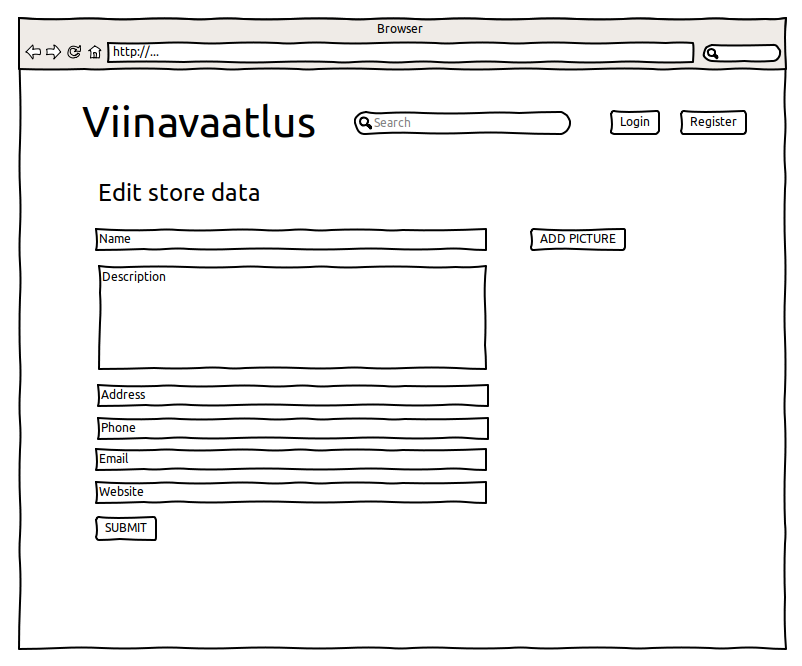 Browser
http://...
Viinavaatlus
Search
Login
Register
Edit store data
Name
ADD PICTURE
Description
Address
Phone
Email
Website
SUBMIT